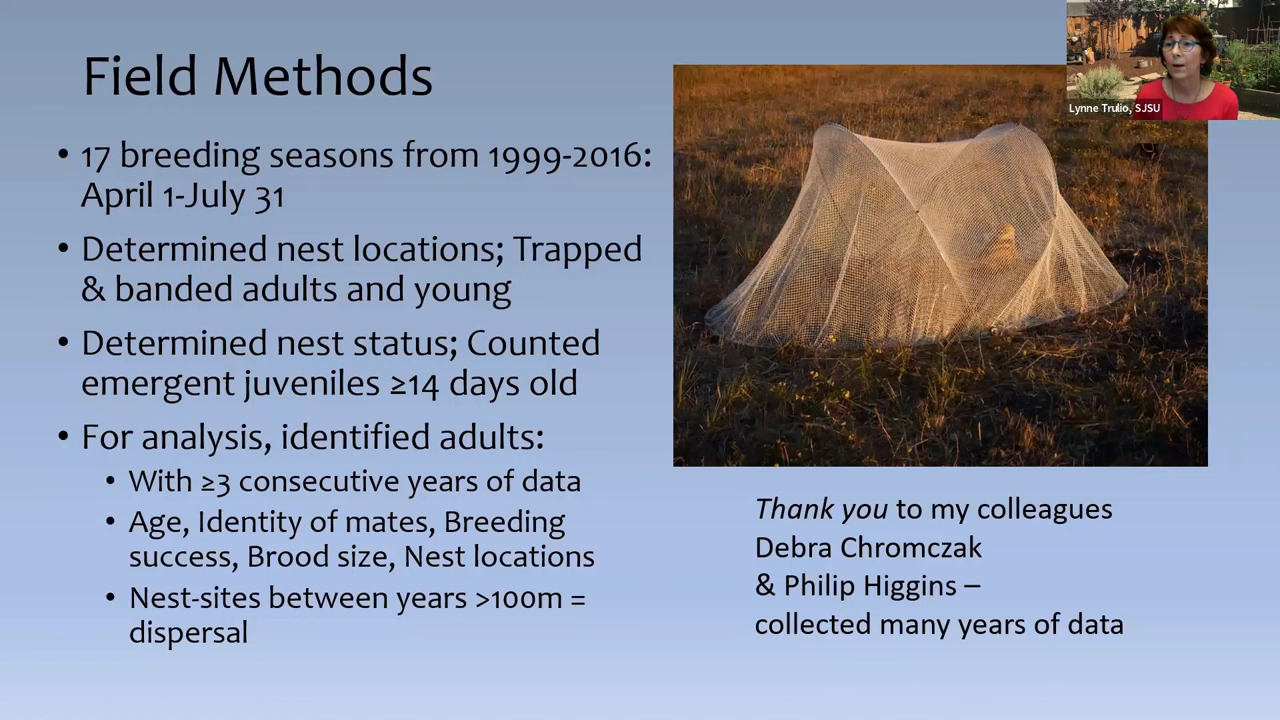 Field Methods
Lynne Trulio, SJSU
• 17 breeding seasons from 1999-2016:
April 1-July 31
• Determined nest locations; Trapped
& banded adults and young
• Determined nest status; Counted
emergent juveniles ≥14 days old
• For analysis, identified adults:
• With ≥3 consecutive years of data
• Age, Identity of mates, Breeding
success, Brood size, Nest locations
• Nest-sites between years >100m =
dispersal
Thank you to my colleagues
Debra Chromczak
& Philip Higgins –
collected many years of data